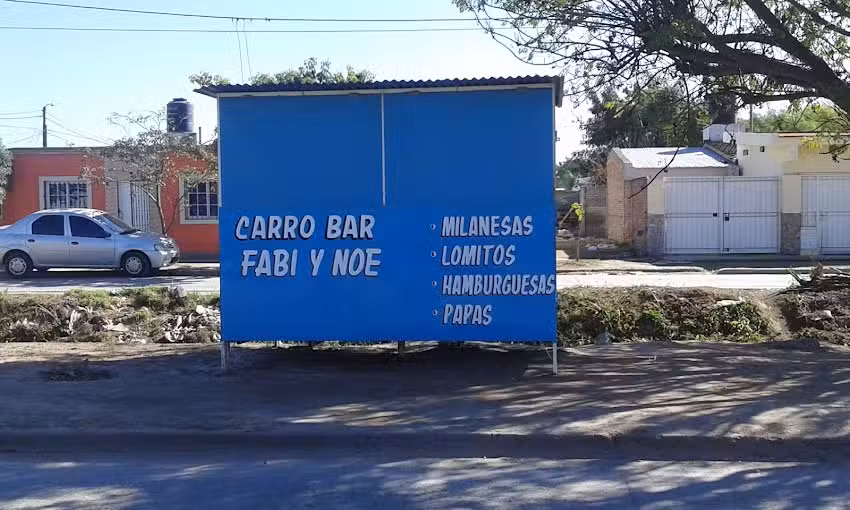 CARRO BAR
FABI Y NOE
• MILANESAS
• LOMITOS
• HAMBURGUESAS
• PAPAS